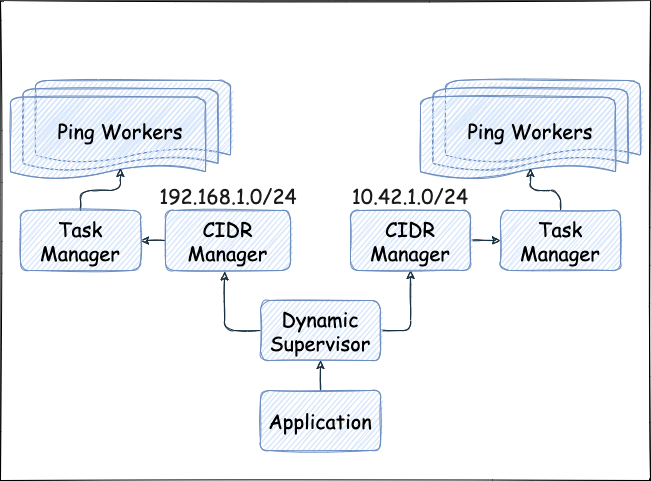 Ping Workers
Ping Workers
192.168.1.0/24
10.42.1.0/24
Task
Manager
CIDR
Manager
CIDR
Manager
Task
Manager
Dynamic
Supervisor
Application